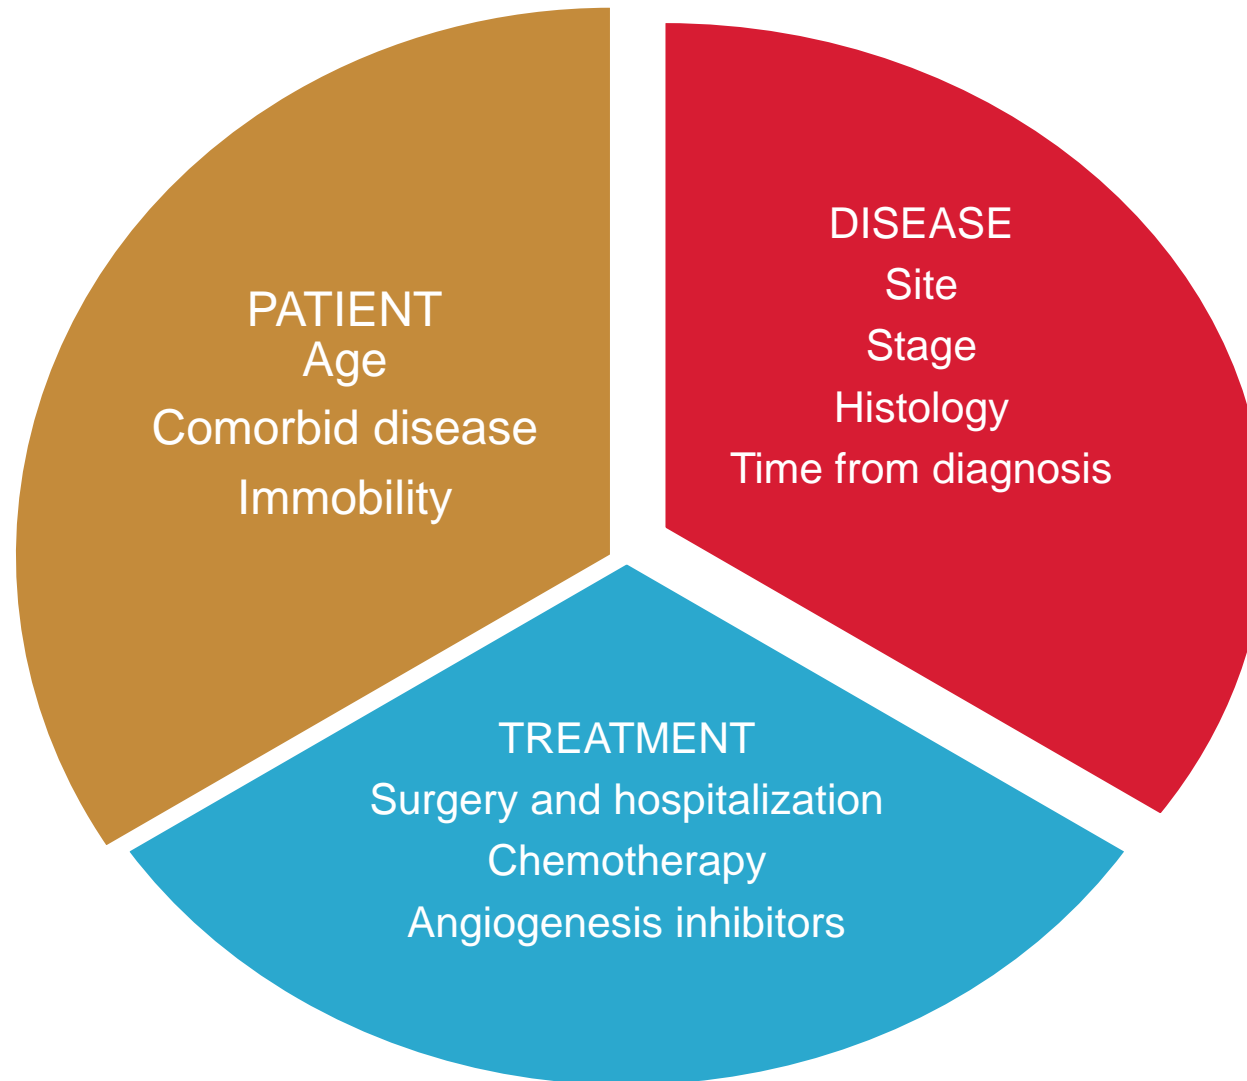 PATIENT
Age
Comorbid disease
Immobility
DISEASE
Site
Stage
Histology
Time from diagnosis
TREATMENT
Surgery and hospitalization
Chemotherapy
Angiogenesis inhibitors